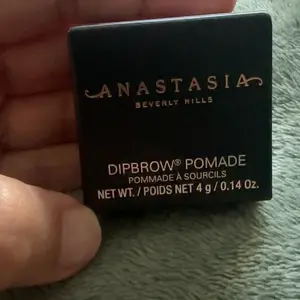 ANASTASIA
BEVERLY HILLS
DIPBROW® POMADE
POMMADE À SOURCILS
NET WT. / POIDS NET 4 g / 0.14 Oz.